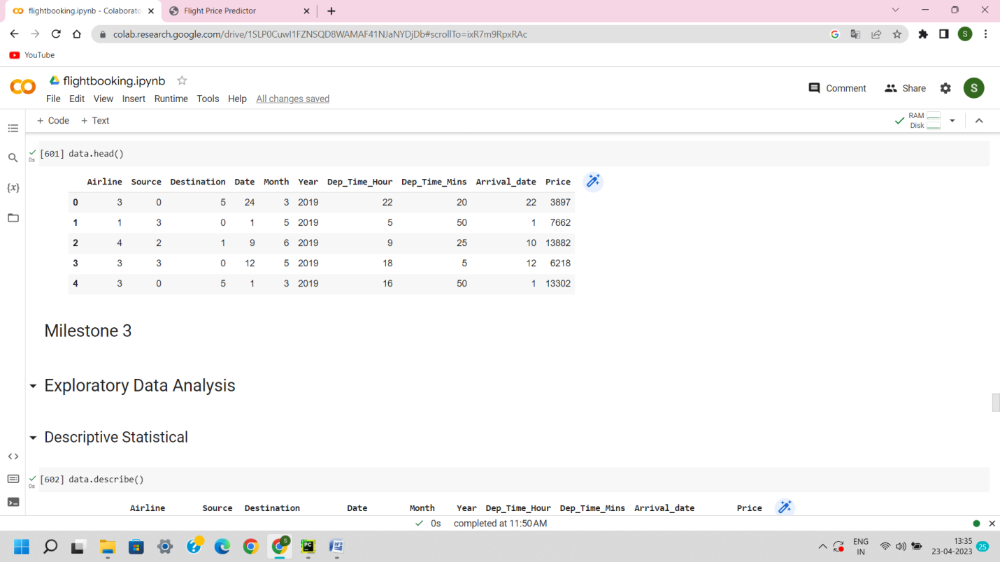 flightbooking.ipynb - Colaborato
Flight Price Predictor
colab.research.google.com/drive/1SLP0CuwI1FZNSQD8WAMAF41NJaNYDjDb#scrollTo=ixR7m9RpxRAc
S
YouTube
flightbooking.ipynb
File Edit View Insert Runtime Tools Help All changes saved
Comment Share S
+ Code + Text
RAM
Disk
[601] data.head()
0s
Airline Source Destination Date Month Year Dep_Time_Hour Dep_Time_Mins Arrival_date Price
0 3 0 5 24 3 2019 22 20 22 3897
1 1 3 0 1 5 2019 5 50 1 7662
2 4 2 1 9 6 2019 9 25 10 13882
3 3 3 0 12 5 2019 18 5 12 6218
4 3 0 5 1 3 2019 16 50 1 13302
Milestone 3
Exploratory Data Analysis
Descriptive Statistical
[602] data.describe()
0s
Airline Source Destination Date Month Year Dep_Time_Hour Dep_Time_Mins Arrival_date Price
0s completed at 11:50 AM
ENG
IN
13:35
23-04-2023
25